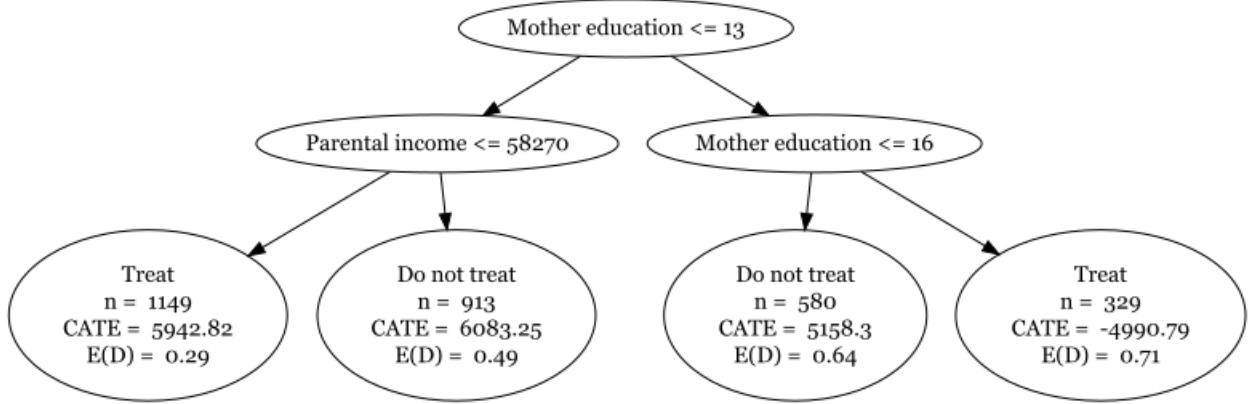 Mother education <= 13
Parental income <= 58270
Mother education <= 16
Treat
n = 1149
CATE = 5942.82
E(D) = 0.29
Do not treat
n = 913
CATE = 6083.25
E(D) = 0.49
Do not treat
n = 580
CATE = 5158.3
E(D) = 0.64
Treat
n = 329
CATE = -4990.79
E(D) = 0.71